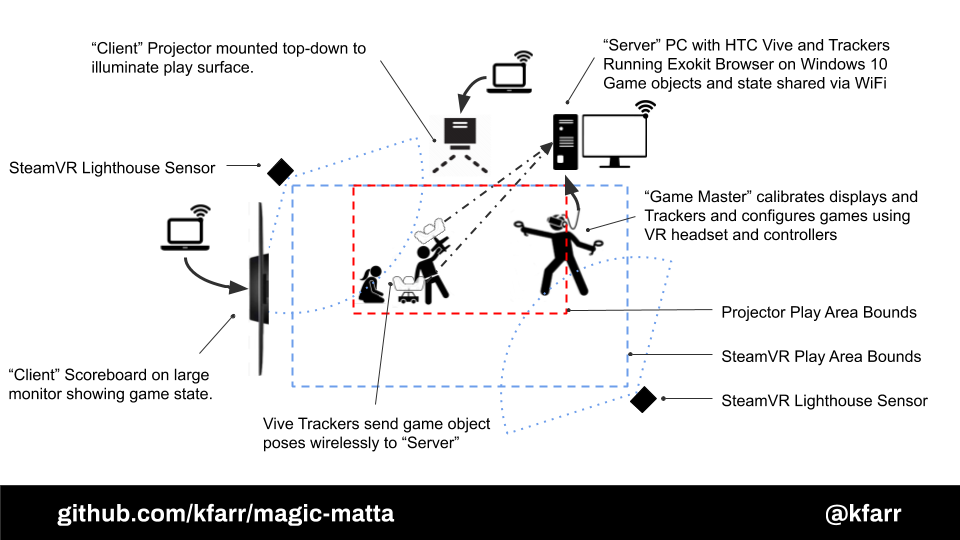 “Client” Projector mounted top-down to
illuminate play surface.
“Server” PC with HTC Vive and Trackers
Running Exokit Browser on Windows 10
Game objects and state shared via WiFi
SteamVR Lighthouse Sensor
“Game Master” calibrates displays and
Trackers and configures games using
VR headset and controllers
Projector Play Area Bounds
SteamVR Play Area Bounds
SteamVR Lighthouse Sensor
“Client” Scoreboard on large
monitor showing game state.
Vive Trackers send game object
poses wirelessly to “Server”
github.com/kfarr/magic-matta
@kfarr